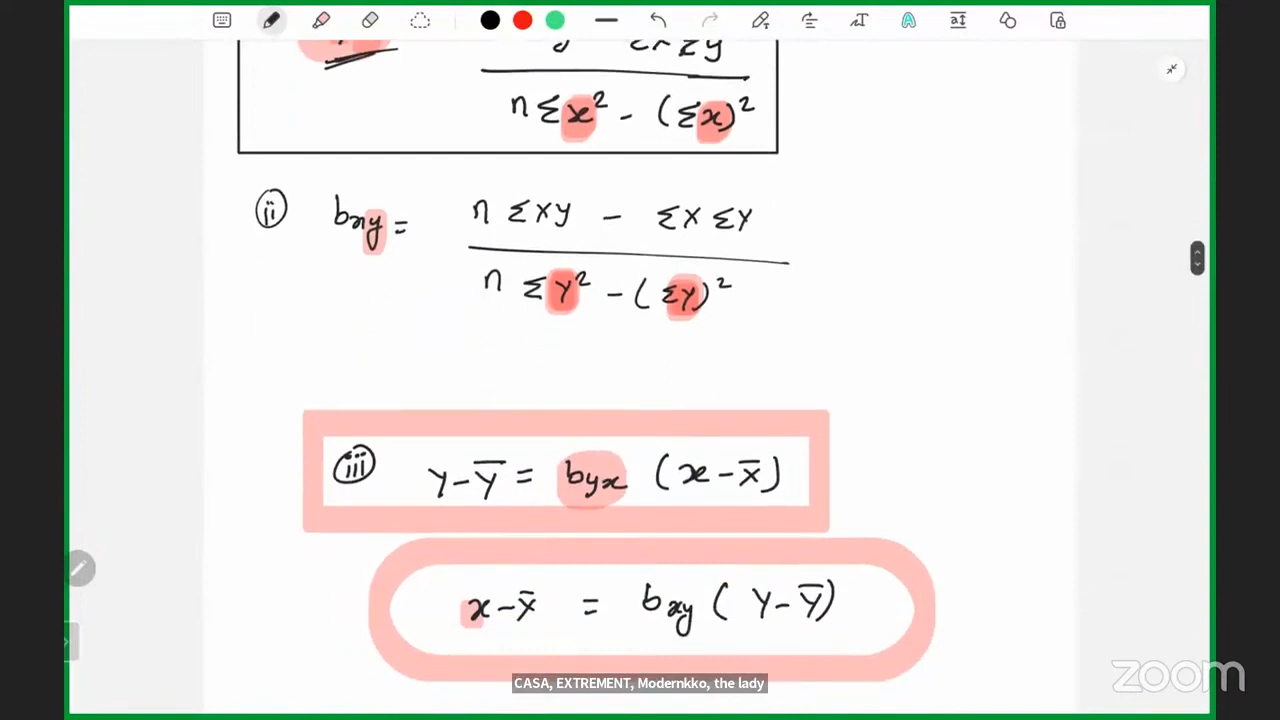 n Σx² - (Σx)²
(ii) bxy = n ΣXY - ΣX ΣY
n ΣY² - (ΣY)²
(iii) Y - Y̅ = byx (x - x̅)
x - x̅ = bxy (Y - Y̅)
CASA, EXTREMENT, Modernkko, the lady
zoom